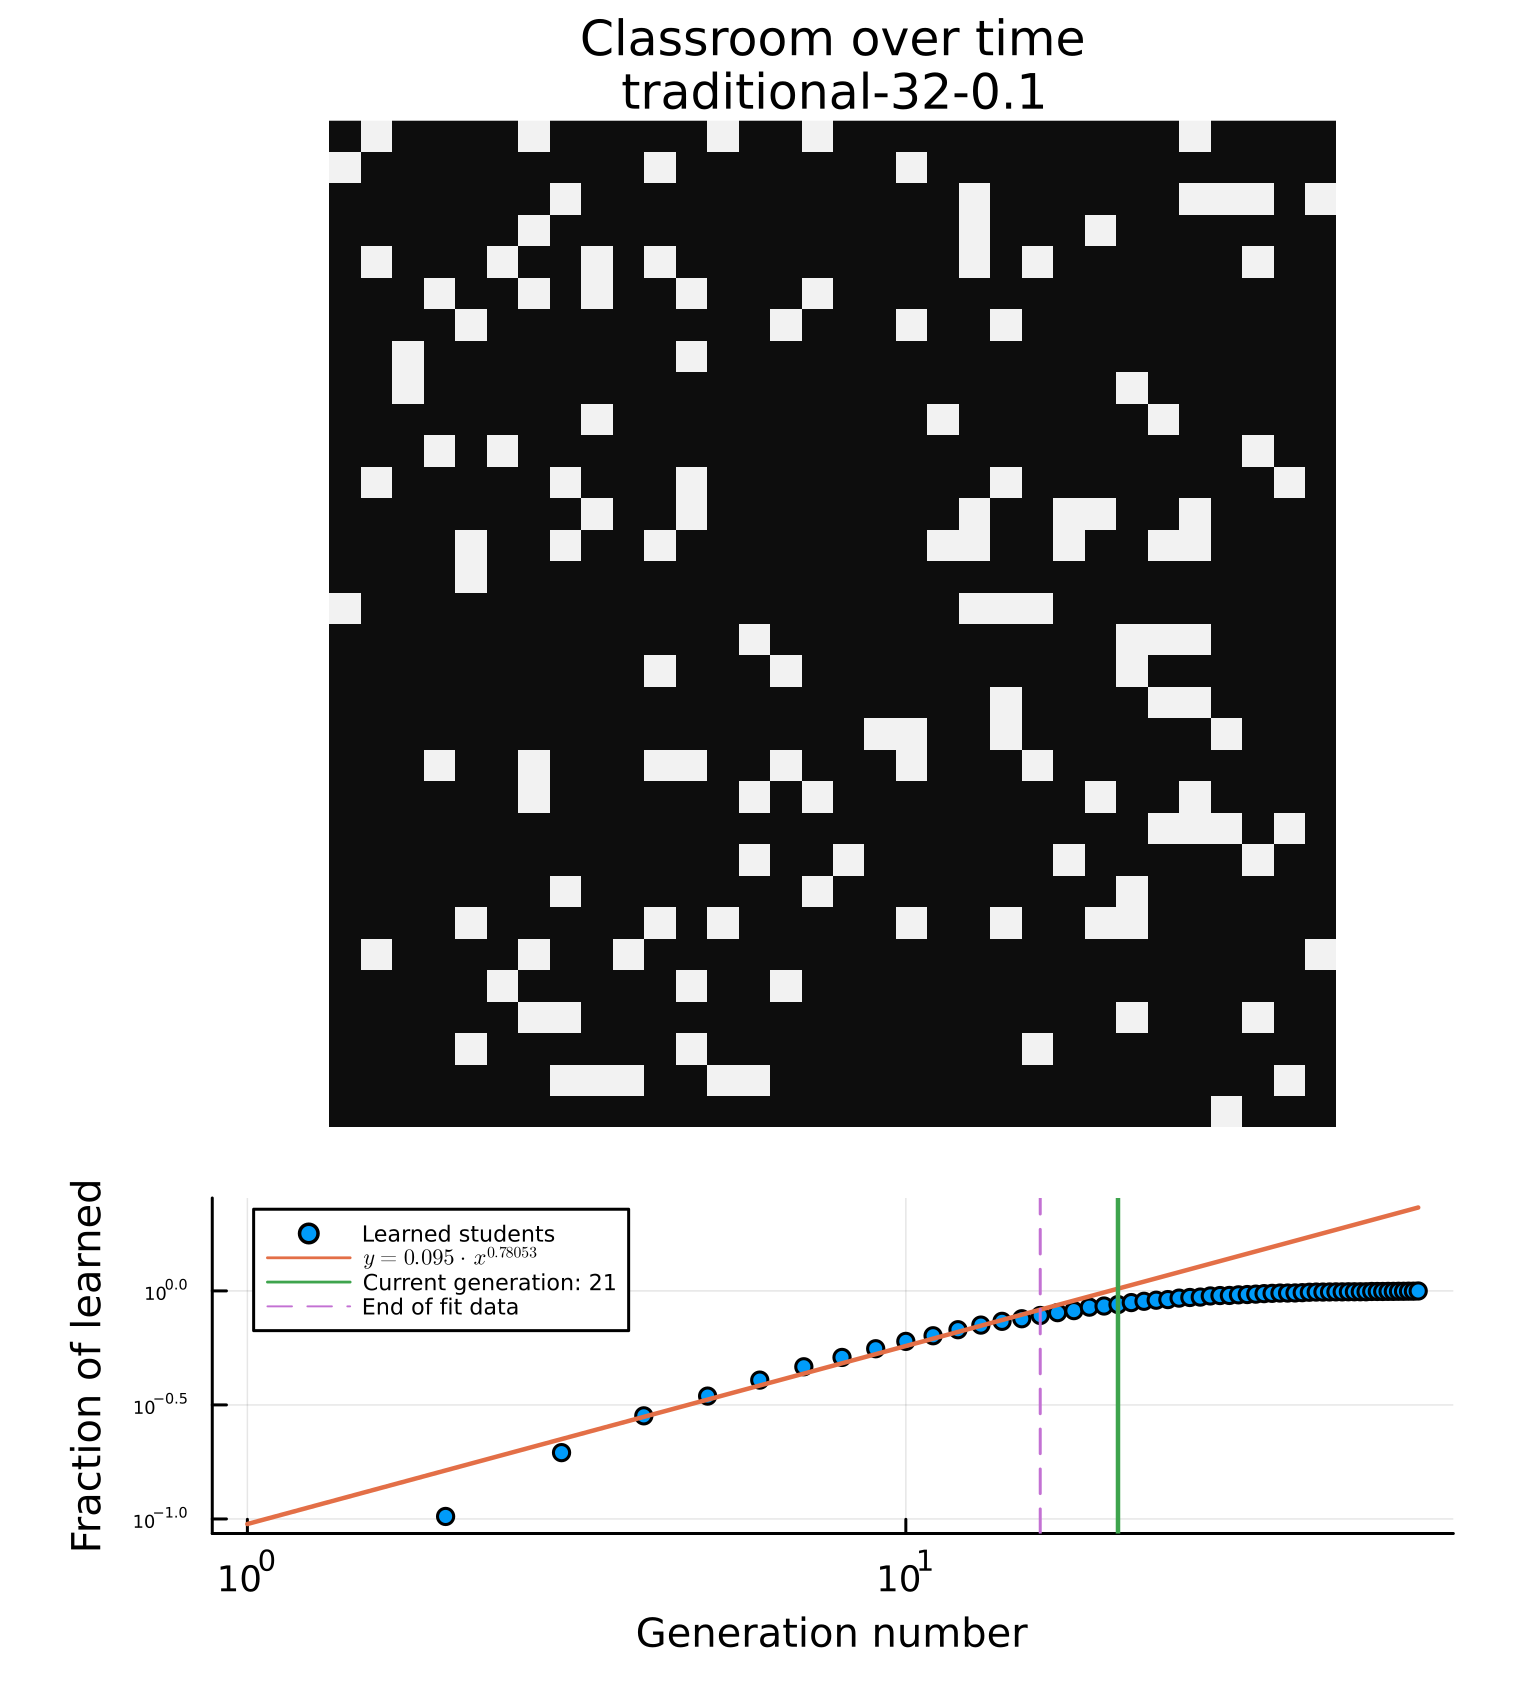 Classroom over time
traditional-32-0.1
Fraction of learned
10^0.0
10^−0.5
10^−1.0
Learned students
y = 0.095 · x^0.78053
Current generation: 21
End of fit data
10^0
10^1
Generation number